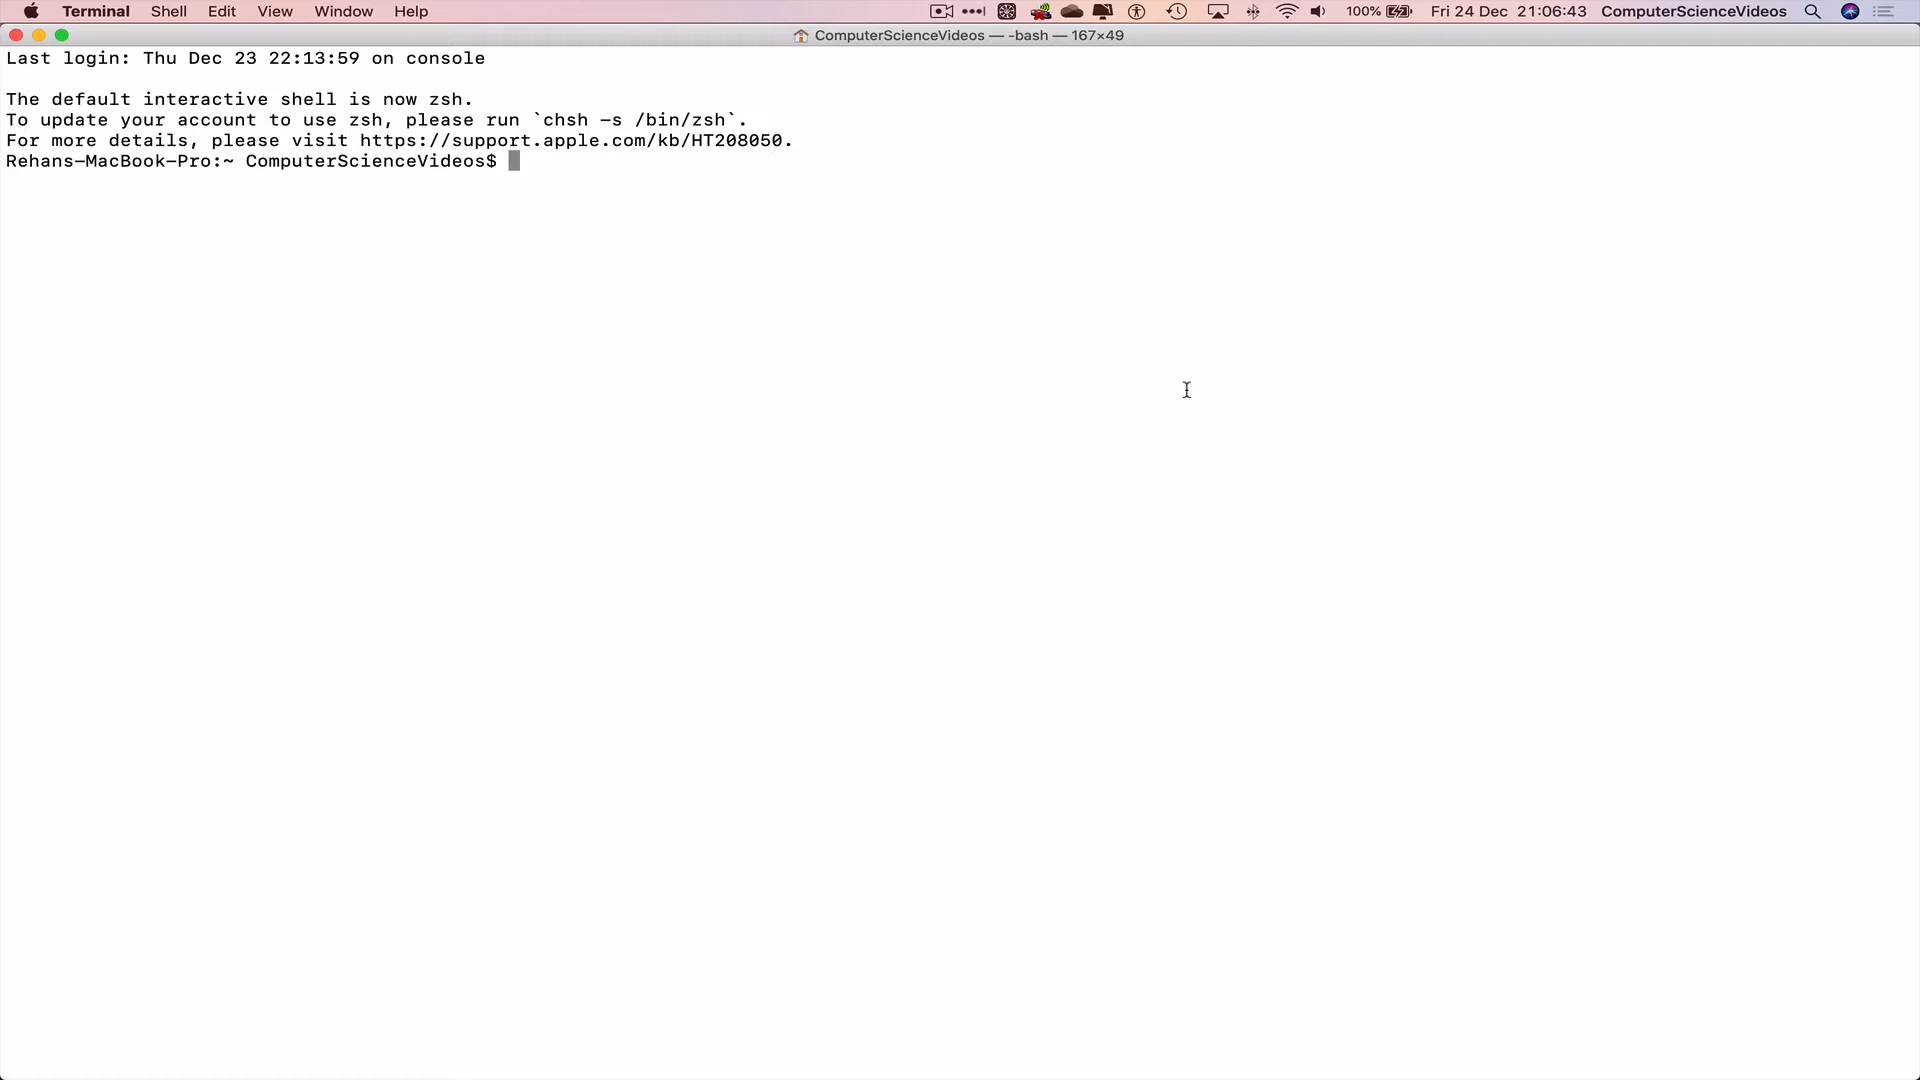 Terminal Shell Edit View Window Help 100% Fri 24 Dec 21:06:43 ComputerScienceVideos
ComputerScienceVideos — -bash — 167×49
Last login: Thu Dec 23 22:13:59 on console
The default interactive shell is now zsh.
To update your account to use zsh, please run `chsh -s /bin/zsh`.
For more details, please visit https://support.apple.com/kb/HT208050.
Rehans-MacBook-Pro:~ ComputerScienceVideos$